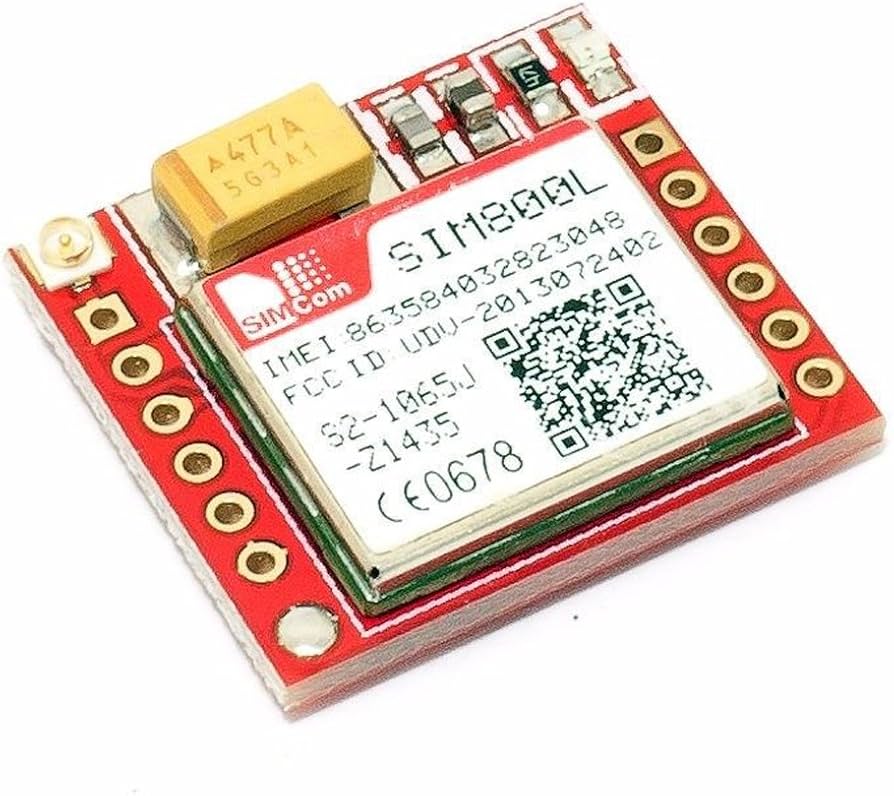 A477A
5G3A1
SIM800L
SIMCom
IMEI:863584032823048
FCC ID:UDV-2013072402
S2-1065J
-Z1435
CE0678